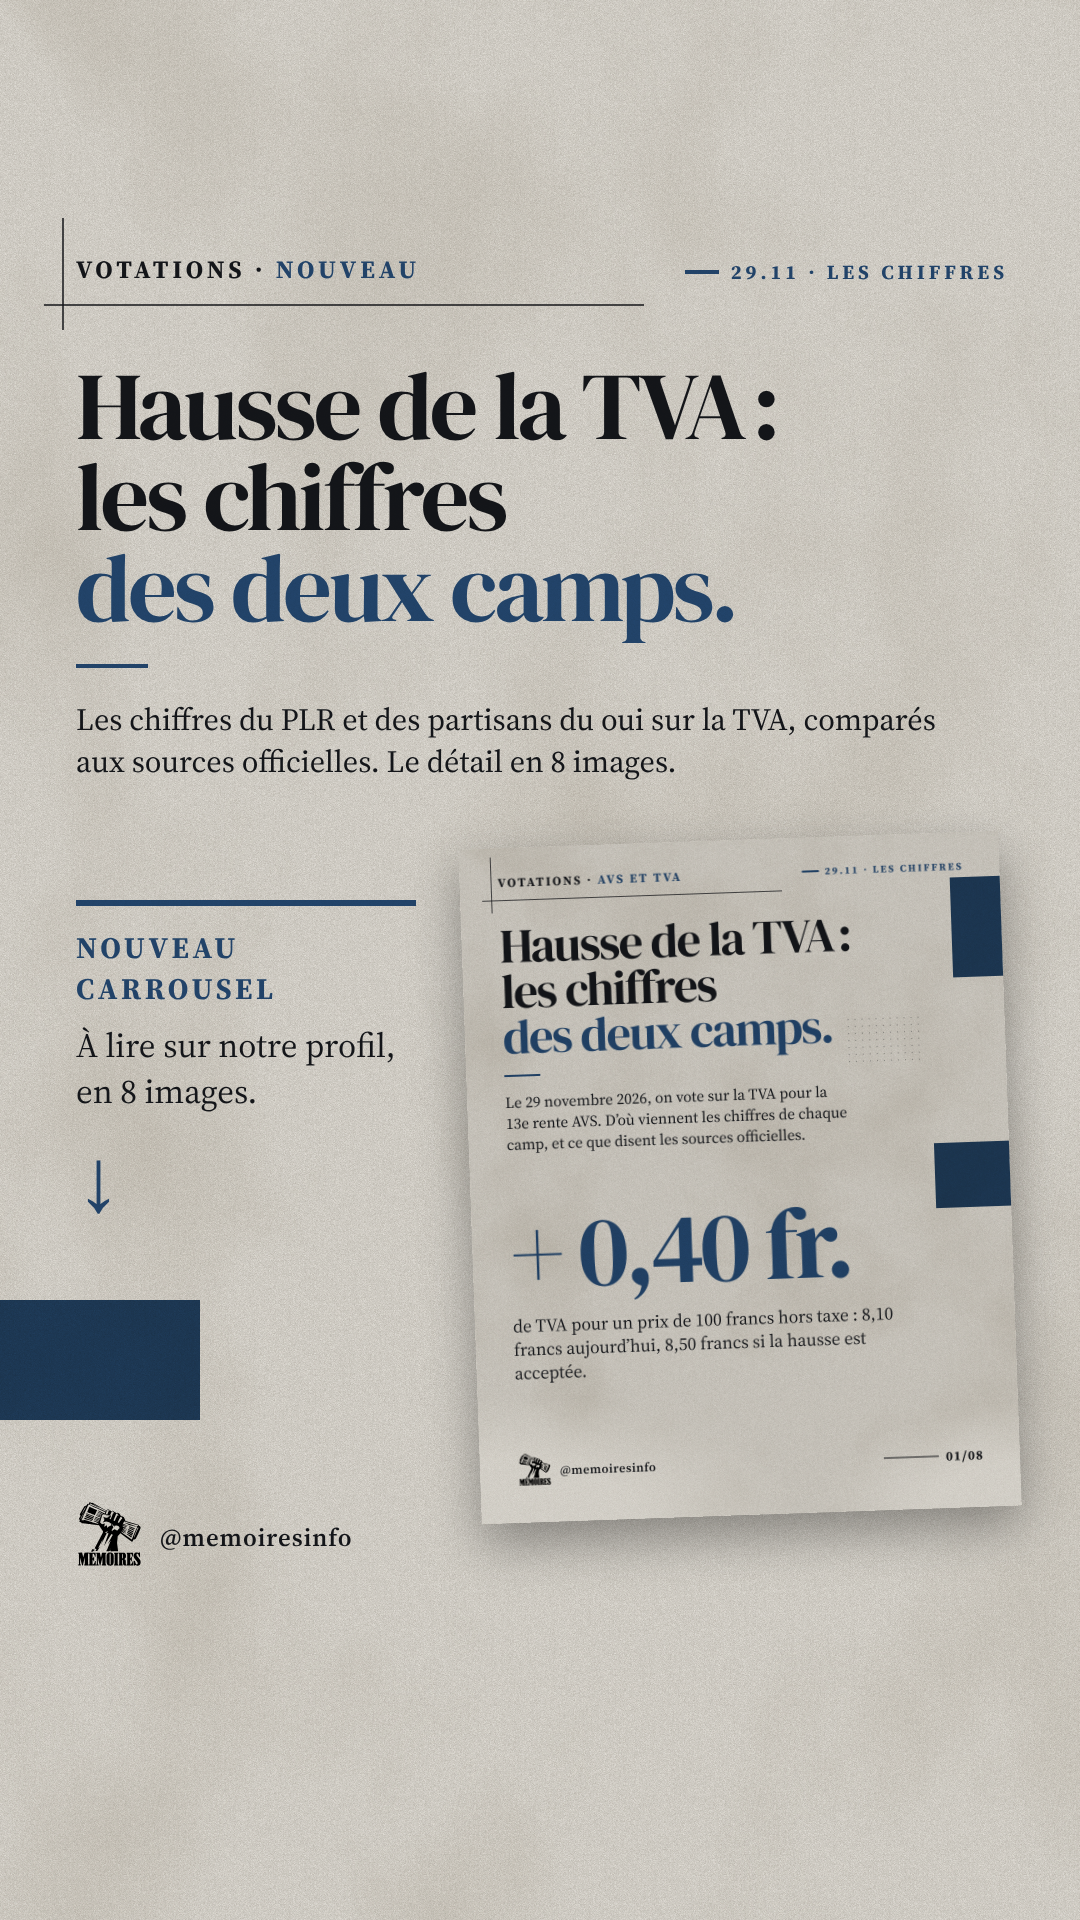 VOTATIONS · NOUVEAU
29.11 · LES CHIFFRES
Hausse de la TVA :
les chiffres
des deux camps.
Les chiffres du PLR et des partisans du oui sur la TVA, comparés
aux sources officielles. Le détail en 8 images.
NOUVEAU
CARROUSEL
À lire sur notre profil,
en 8 images.
↓
VOTATIONS · AVS ET TVA
29.11 · LES CHIFFRES
Hausse de la TVA :
les chiffres
des deux camps.
Le 29 novembre 2026, on vote sur la TVA pour la
13e rente AVS. D’où viennent les chiffres de chaque
camp, et ce que disent les sources officielles.
+ 0,40 fr.
de TVA pour un prix de 100 francs hors taxe : 8,10
francs aujourd’hui, 8,50 francs si la hausse est
acceptée.
MÉMOIRES
@memoiresinfo
01/08
MÉMOIRES
@memoiresinfo